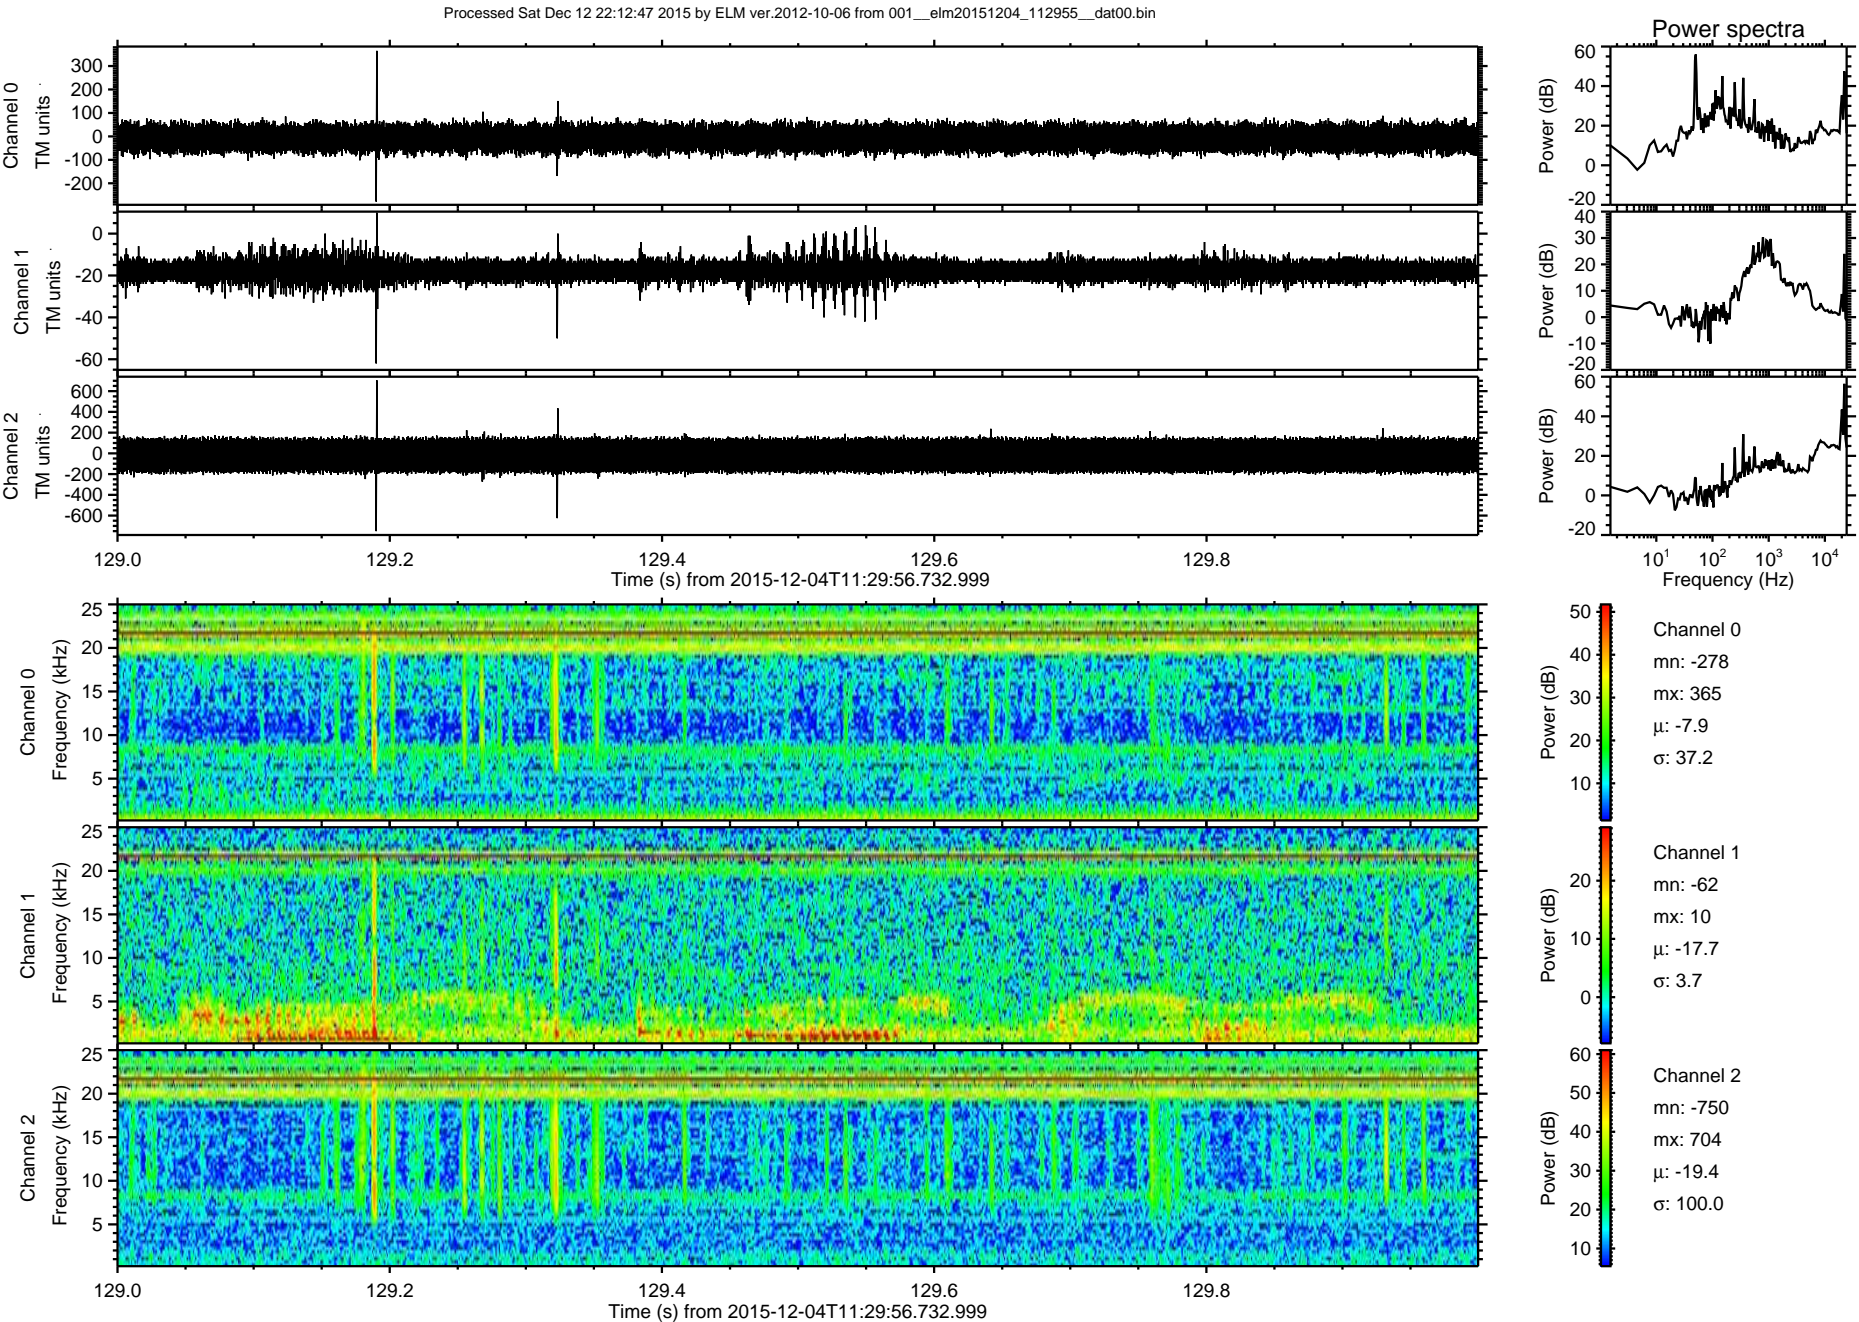 Processed Sat Dec 12 22:12:47 2015 by ELM ver.2012-10-06 from 001__elm20151204_112955__dat00.bin
Power spectra
Channel 0
TM units
300
200
100
0
-100
-200
Power (dB)
60
40
20
0
-20
Channel 1
TM units
0
-20
-40
-60
Power (dB)
40
30
20
10
0
-10
-20
Channel 2
TM units
600
400
200
0
-200
-400
-600
Power (dB)
60
40
20
0
-20
129.0 129.2 129.4 129.6 129.8
Time (s) from 2015-12-04T11:29:56.732.999
10^1 10^2 10^3 10^4
Frequency (Hz)
Channel 0
Frequency (kHz)
25
20
15
10
5
Power (dB)
50
40
30
20
10
Channel 0
mn: -278
mx: 365
μ: -7.9
σ: 37.2
Channel 1
Frequency (kHz)
25
20
15
10
5
Power (dB)
20
10
0
Channel 1
mn: -62
mx: 10
μ: -17.7
σ: 3.7
Channel 2
Frequency (kHz)
25
20
15
10
5
Power (dB)
60
50
40
30
20
10
Channel 2
mn: -750
mx: 704
μ: -19.4
σ: 100.0
129.0 129.2 129.4 129.6 129.8
Time (s) from 2015-12-04T11:29:56.732.999